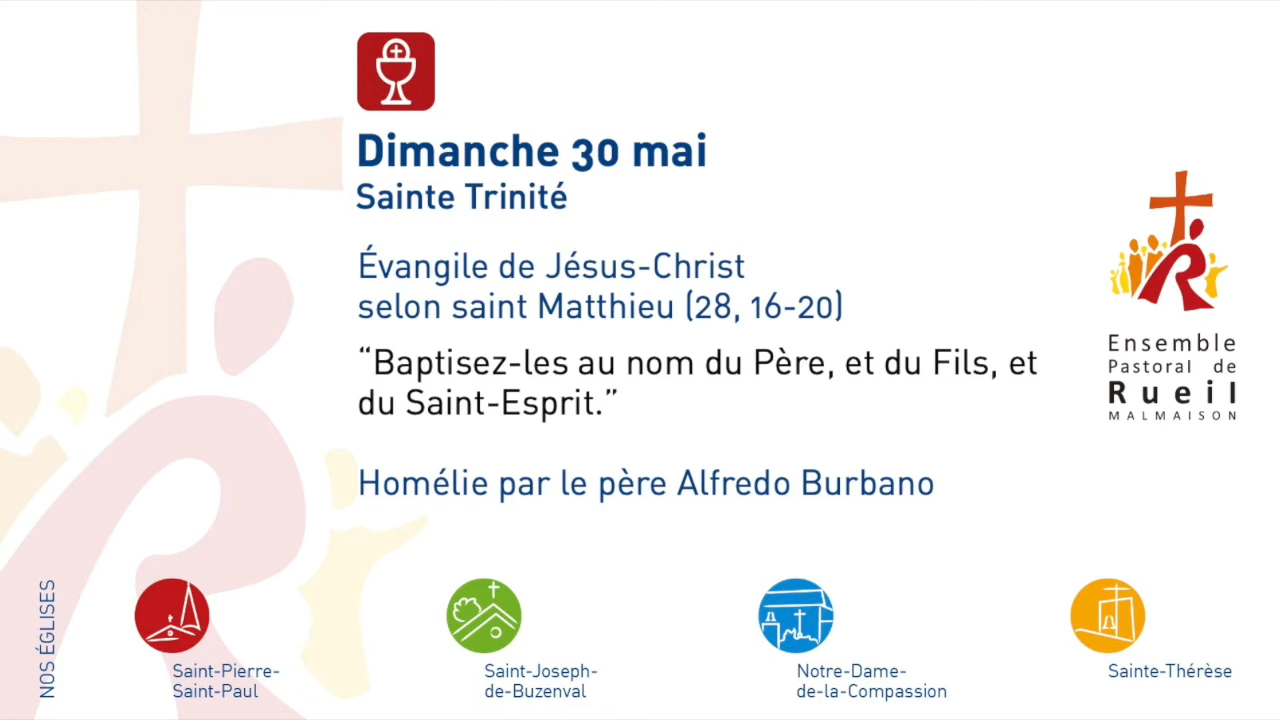 Dimanche 30 mai
Sainte Trinité
Évangile de Jésus-Christ
selon saint Matthieu (28, 16-20)
“Baptisez-les au nom du Père, et du Fils, et
du Saint-Esprit.”
Homélie par le père Alfredo Burbano
Ensemble
Pastoral de
Rueil
MALMAISON
NOS ÉGLISES
Saint-Pierre-
Saint-Paul
Saint-Joseph-
de-Buzenval
Notre-Dame-
de-la-Compassion
Sainte-Thérèse